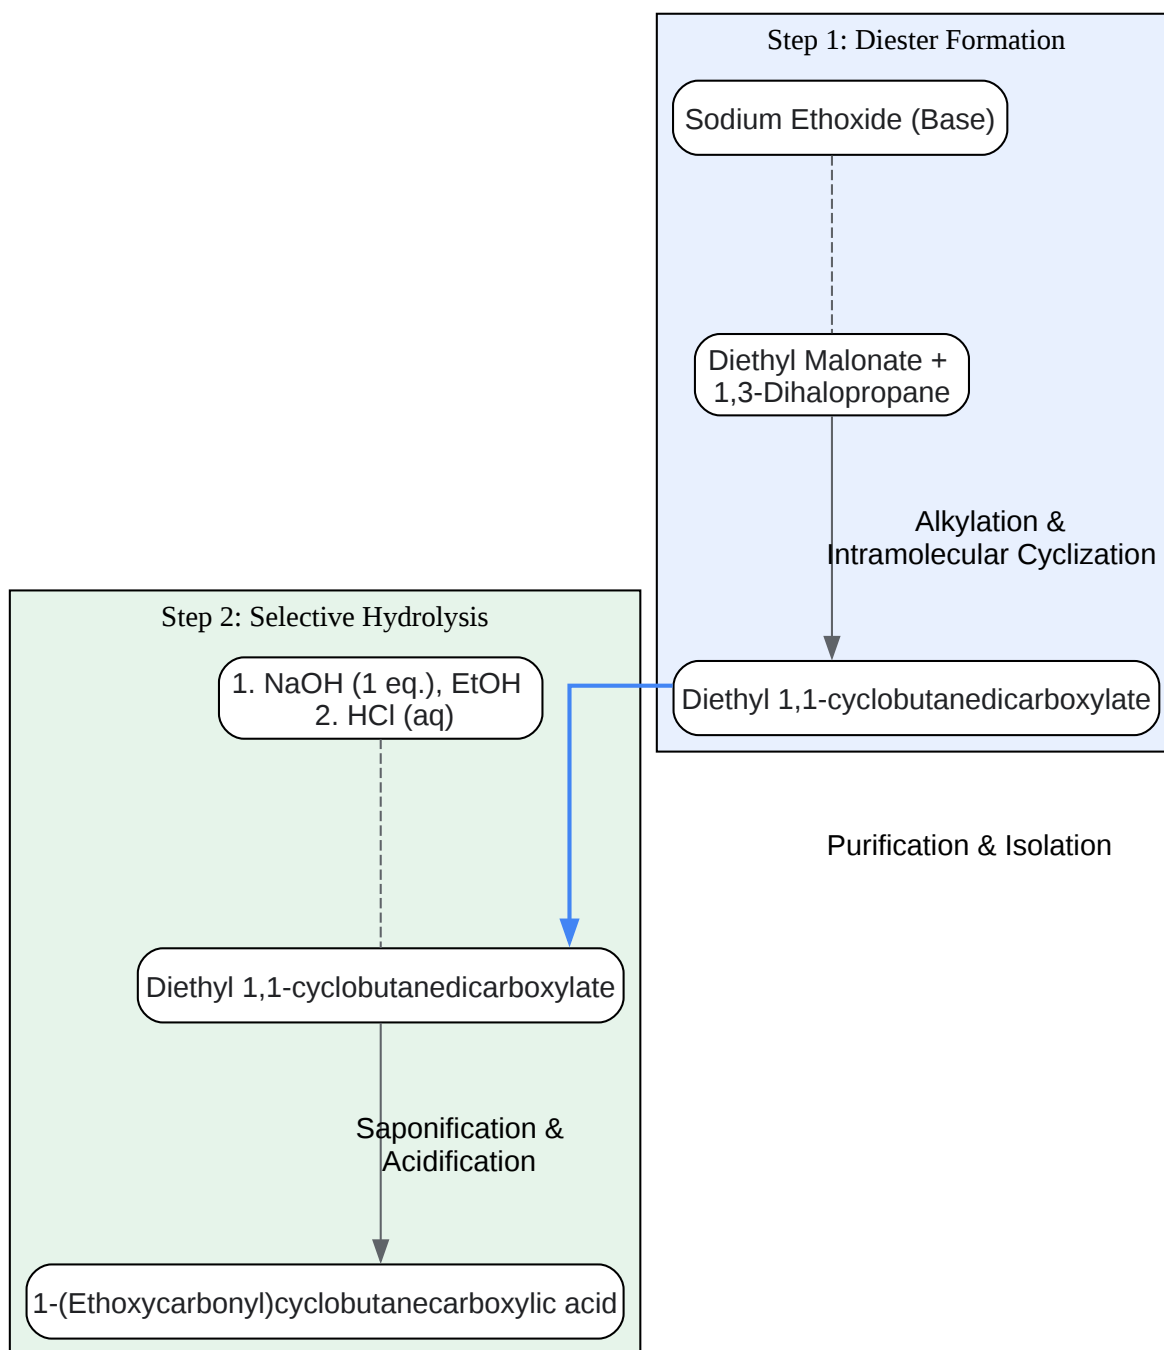 Step 1: Diester Formation
Sodium Ethoxide (Base)
Diethyl Malonate +
1,3-Dihalopropane
Alkylation &
Intramolecular Cyclization
Diethyl 1,1-cyclobutanedicarboxylate
Purification & Isolation
Step 2: Selective Hydrolysis
1. NaOH (1 eq.), EtOH
2. HCl (aq)
Diethyl 1,1-cyclobutanedicarboxylate
Saponification &
Acidification
1-(Ethoxycarbonyl)cyclobutanecarboxylic acid